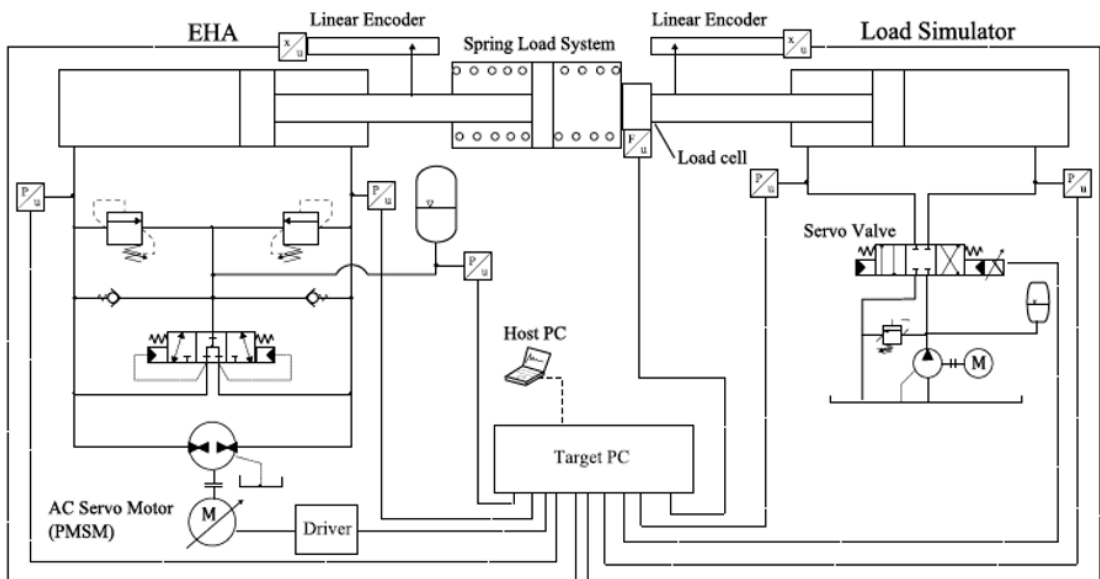 EHA
Linear Encoder
Linear Encoder
Load Simulator
x
u
Spring Load System
x
u
F
u
Load cell
P
u
P
u
P
u
P
u
P
u
Servo Valve
Host PC
M
Target PC
AC Servo Motor
(PMSM)
M
Driver